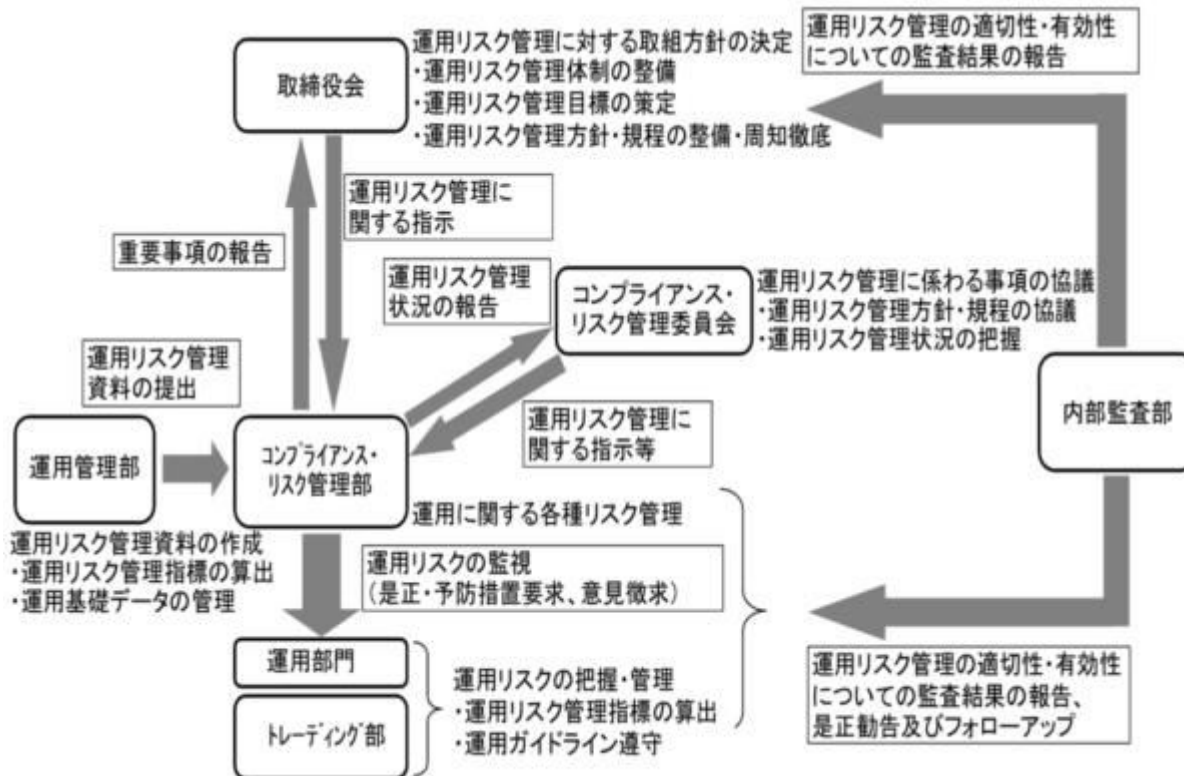 取締役会
運用リスク管理に対する取組方針の決定
・運用リスク管理体制の整備
・運用リスク管理目標の策定
・運用リスク管理方針・規程の整備・周知徹底
運用リスク管理の適切性・有効性
についての監査結果の報告
運用リスク管理に
関する指示
重要事項の報告
運用リスク管理
状況の報告
コンプライアンス・
リスク管理委員会
運用リスク管理に係わる事項の協議
・運用リスク管理方針・規程の協議
・運用リスク管理状況の把握
運用リスク管理
資料の提出
運用リスク管理に
関する指示等
内部監査部
運用管理部
コンプライアンス・
リスク管理部
運用に関する各種リスク管理
運用リスク管理資料の作成
・運用リスク管理指標の算出
・運用基礎データの管理
運用リスクの監視
(是正・予防措置要求、意見徴求)
運用部門
トレーディング部
運用リスクの把握・管理
・運用リスク管理指標の算出
・運用ガイドライン遵守
運用リスク管理の適切性・有効性
についての監査結果の報告、
是正勧告及びフォローアップ